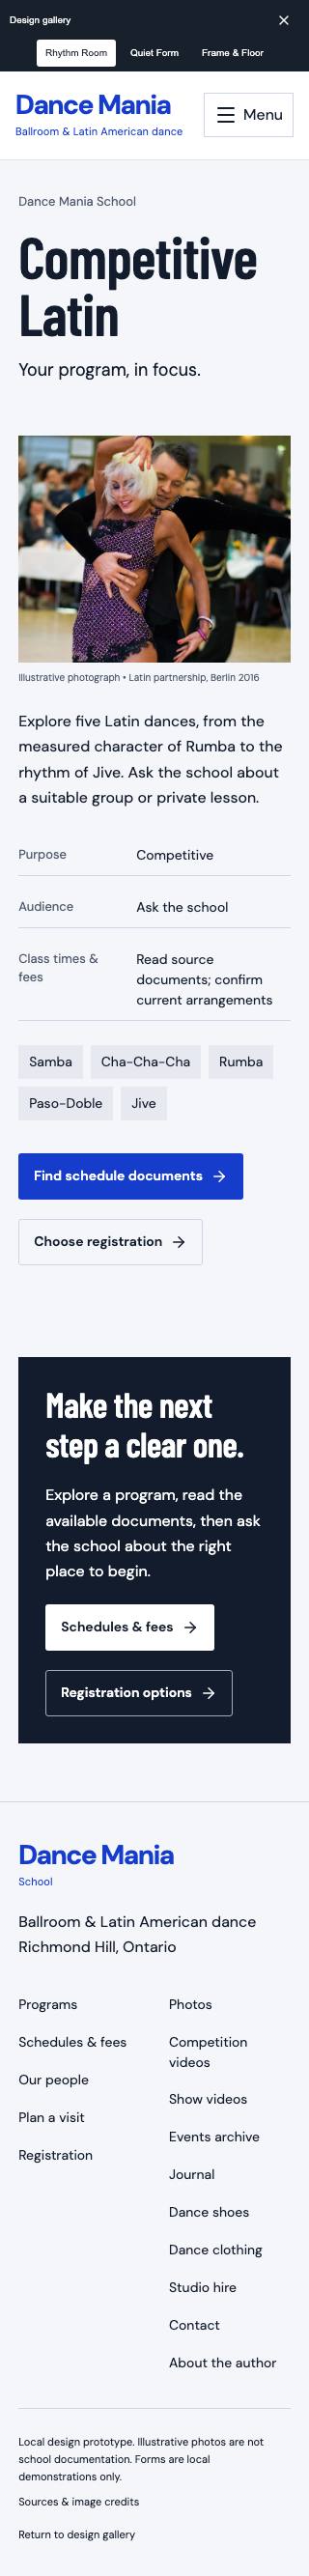 Design gallery
Rhythm Room Quiet Form Frame & Floor
Dance Mania
Ballroom & Latin American dance
Menu
Dance Mania School
Competitive
Latin
Your program, in focus.
Illustrative photograph • Latin partnership, Berlin 2016
Explore five Latin dances, from the
measured character of Rumba to the
rhythm of Jive. Ask the school about
a suitable group or private lesson.
Purpose Competitive
Audience Ask the school
Class times &
fees
Read source
documents; confirm
current arrangements
Samba Cha-Cha-Cha Rumba
Paso-Doble Jive
Find schedule documents
Choose registration
Make the next
step a clear one.
Explore a program, read the
available documents, then ask
the school about the right
place to begin.
Schedules & fees
Registration options
Dance Mania
School
Ballroom & Latin American dance
Richmond Hill, Ontario
Programs
Schedules & fees
Our people
Plan a visit
Registration
Photos
Competition
videos
Show videos
Events archive
Journal
Dance shoes
Dance clothing
Studio hire
Contact
About the author
Local design prototype. Illustrative photos are not
school documentation. Forms are local
demonstrations only.
Sources & image credits
Return to design gallery